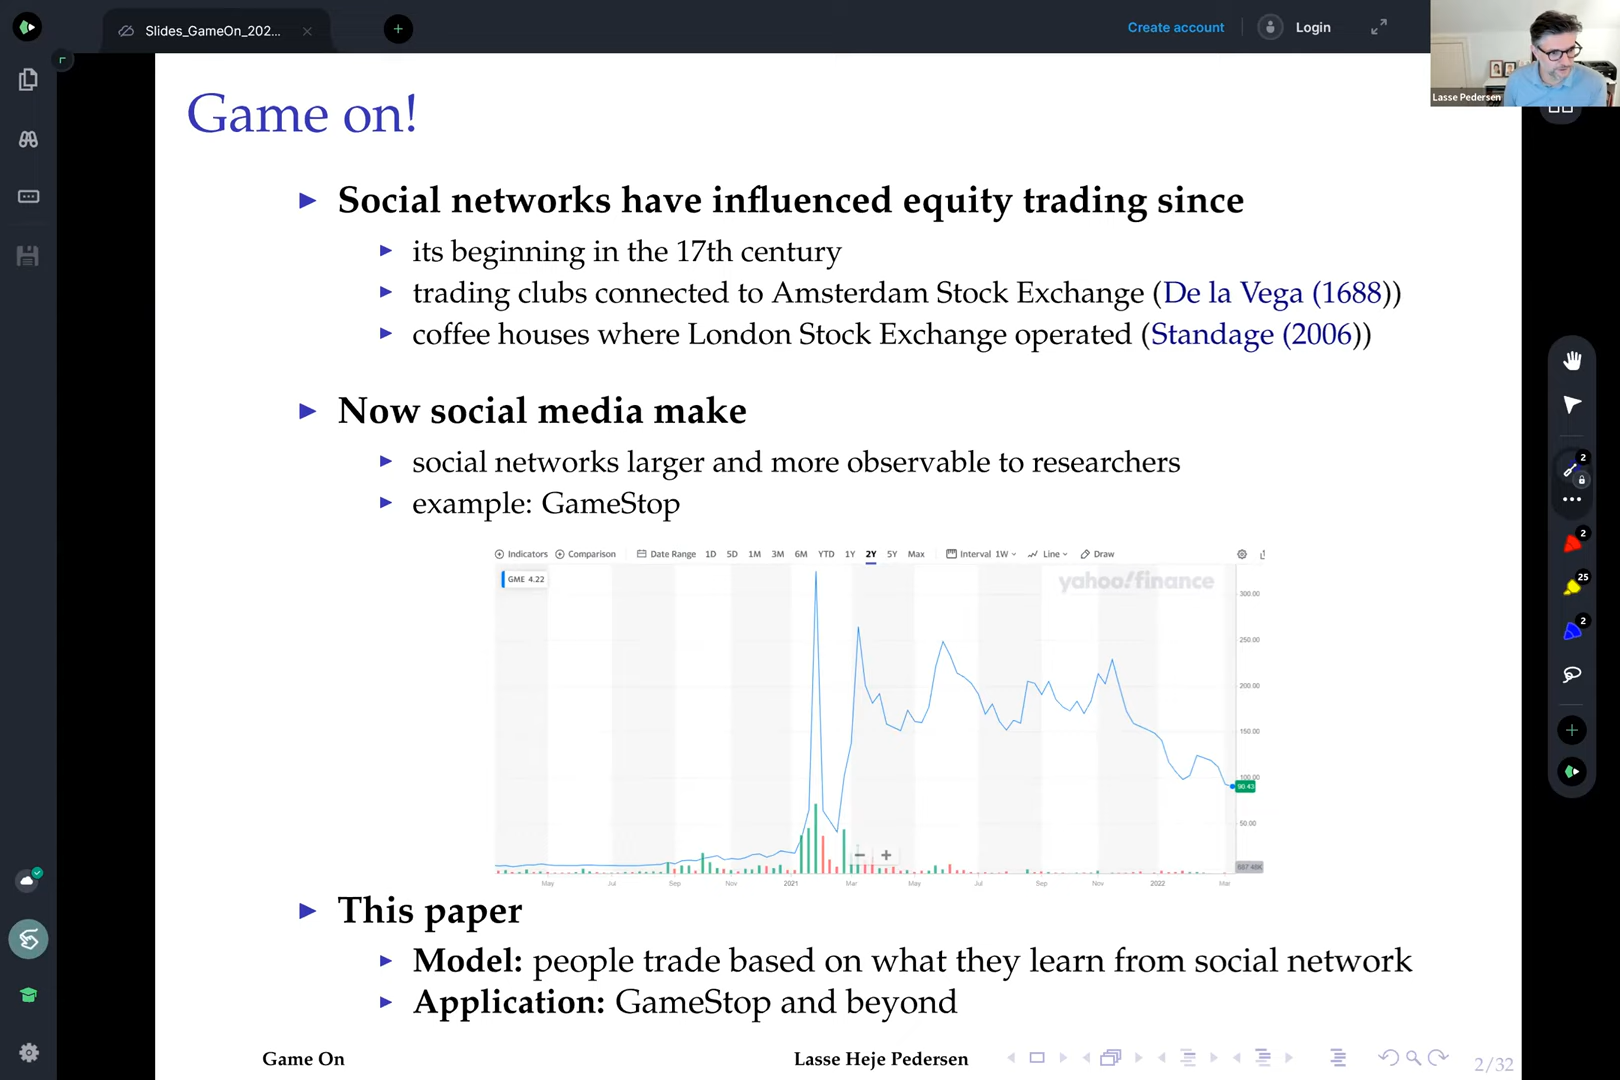 Slides_GameOn_202...
Create account
Login
Lasse Pedersen
Game on!
Social networks have influenced equity trading since
its beginning in the 17th century
trading clubs connected to Amsterdam Stock Exchange (De la Vega (1688))
coffee houses where London Stock Exchange operated (Standage (2006))
Now social media make
social networks larger and more observable to researchers
example: GameStop
Indicators Comparison Date Range 1D 5D 1M 3M 6M YTD 1Y 2Y 5Y Max Interval 1W Line Draw
GME 4.22
yahoo!finance
300.00
250.00
200.00
150.00
100.00
90.43
50.00
May Jul Sep Nov 2021 Mar May Jul Sep Nov 2022 Mar
This paper
Model: people trade based on what they learn from social network
Application: GameStop and beyond
Game On
Lasse Heje Pedersen
2/32
2
2
25
2